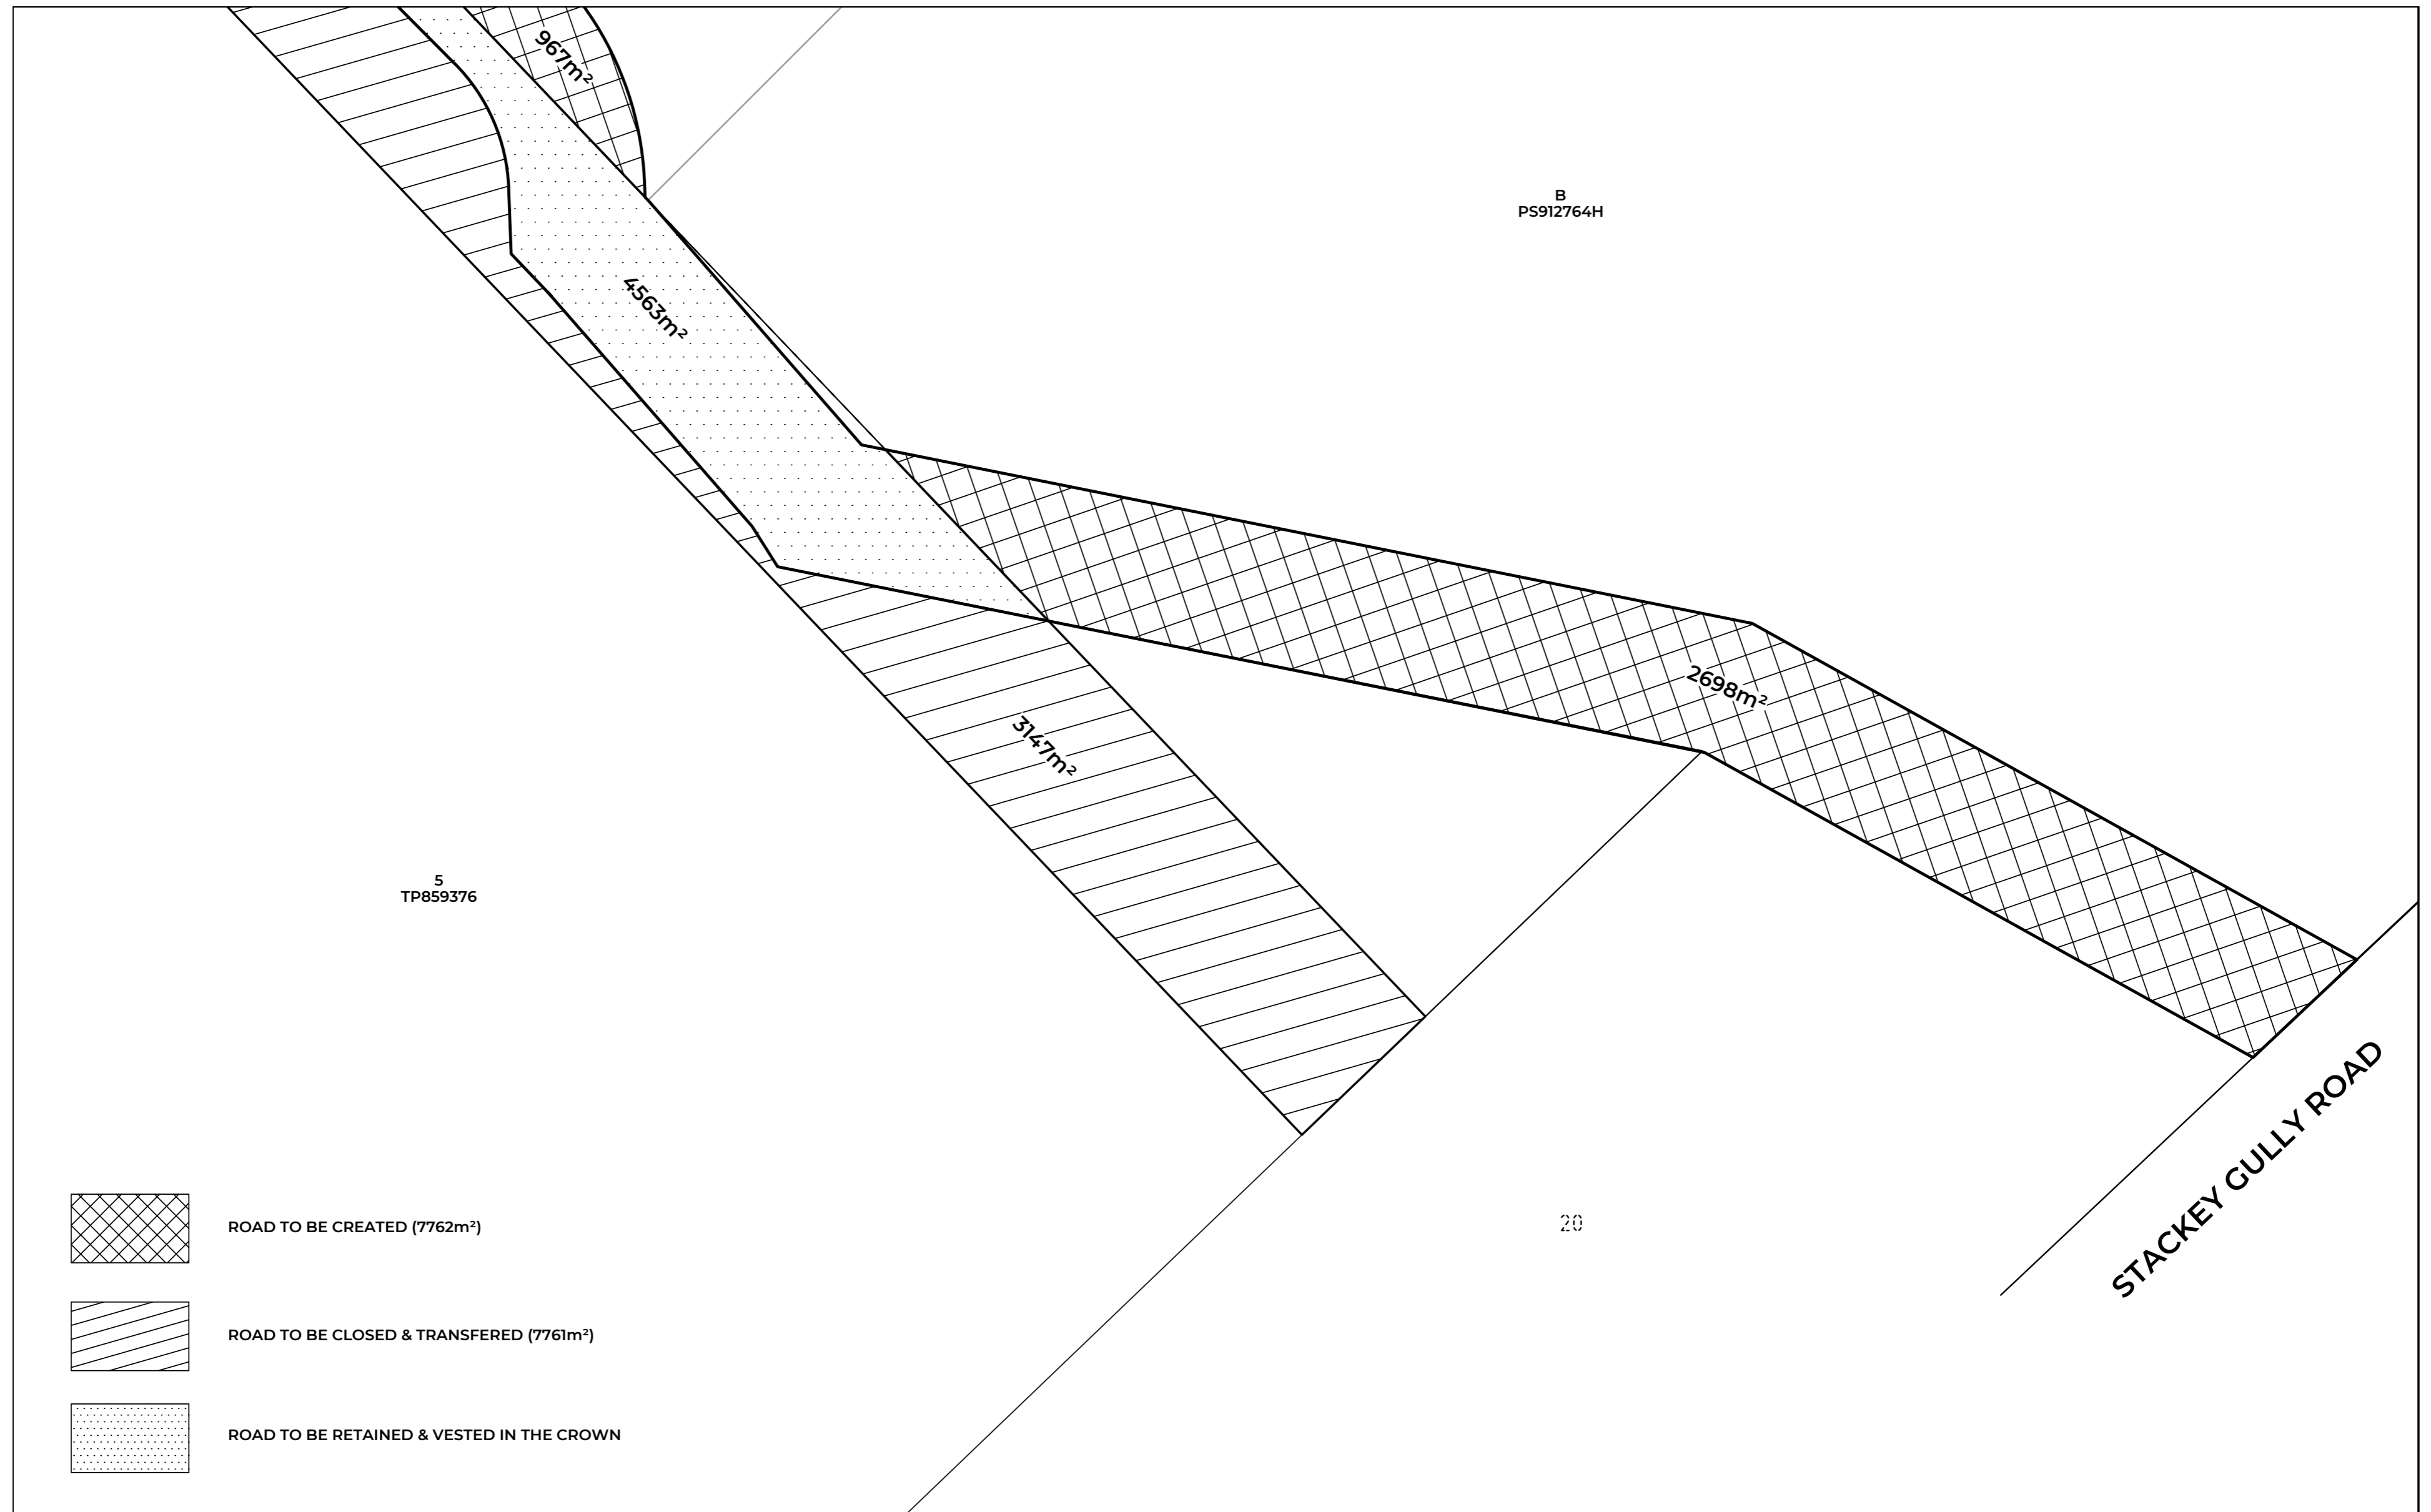 967m²
B
PS912764H
4563m²
2698m²
3147m²
5
TP859376
STACKEY GULLY ROAD
20
ROAD TO BE CREATED (7762m²)
ROAD TO BE CLOSED & TRANSFERED (7761m²)
ROAD TO BE RETAINED & VESTED IN THE CROWN